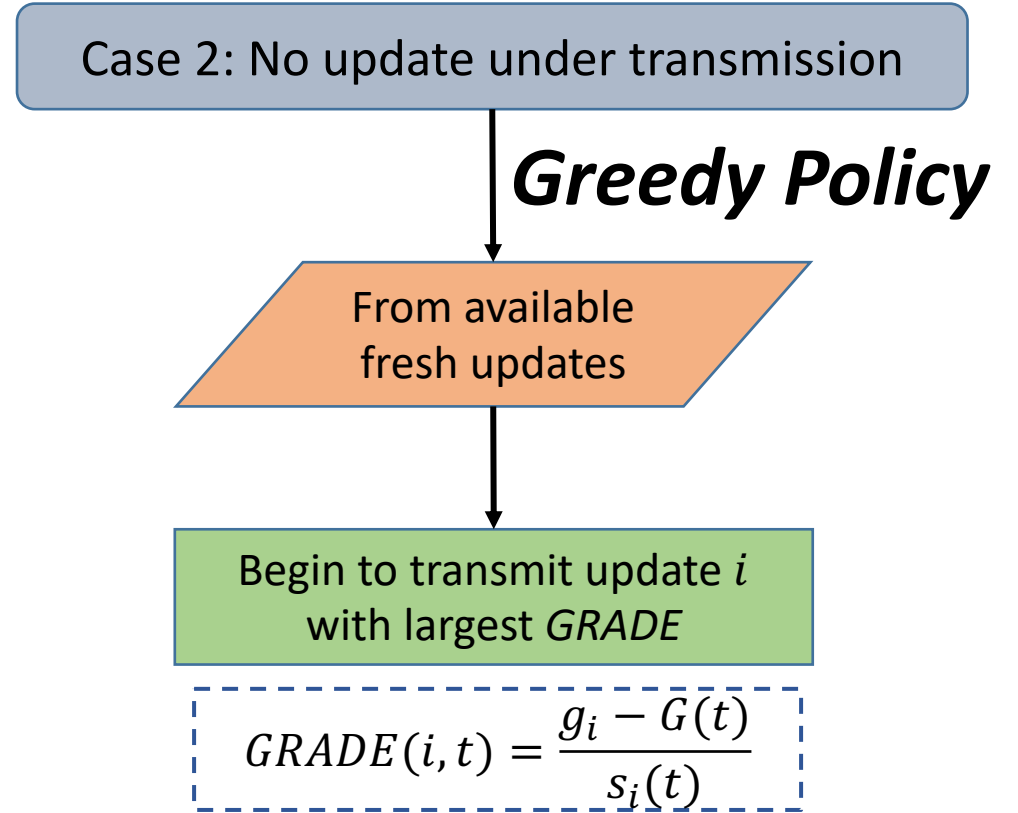 Case 2: No update under transmission
Greedy Policy
From available
fresh updates
Begin to transmit update i
with largest GRADE
GRADE(i, t) = \frac{g_i − G(t)}{s_i(t)}